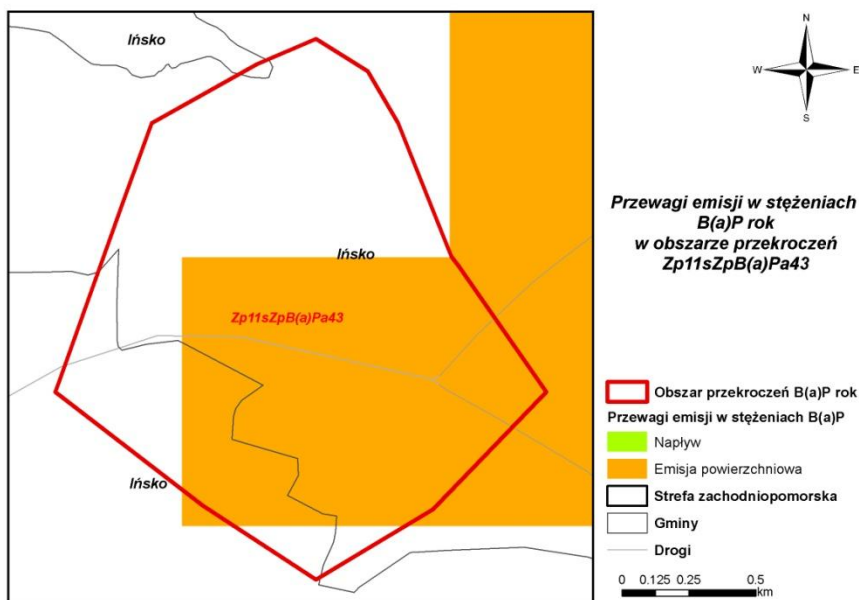 Ińsko
N
W
E
S
Przewagi emisji w stężeniach
B(a)P rok
w obszarze przekroczeń
Zp11sZpB(a)Pa43
Ińsko
Zp11sZpB(a)Pa43
Ińsko
Obszar przekroczeń B(a)P rok
Przewagi emisji w stężeniach B(a)P
Napływ
Emisja powierzchniowa
Strefa zachodniopomorska
Gminy
Drogi
0 0.125 0.25 0.5
km